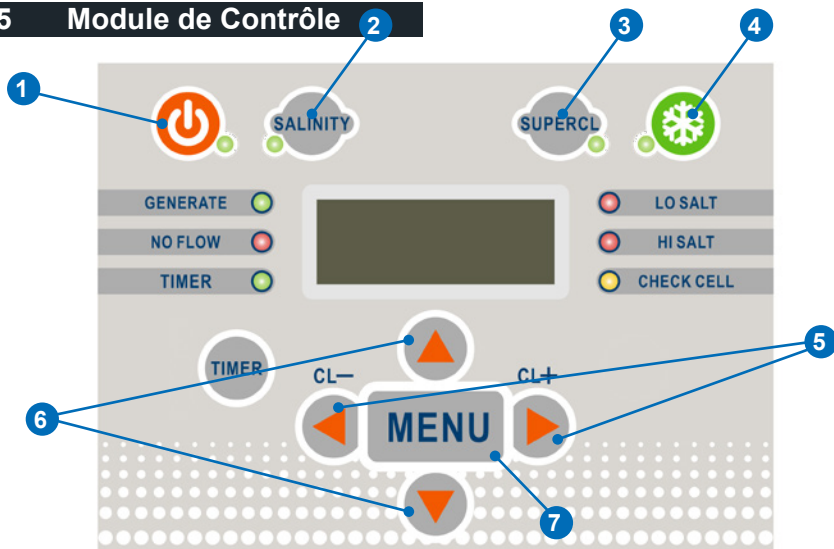 5 Module de Contrôle
2
3
4
1
SALINITY
SUPERCL
GENERATE
LO SALT
NO FLOW
HI SALT
TIMER
CHECK CELL
5
TIMER
CL—
CL+
6
MENU
7